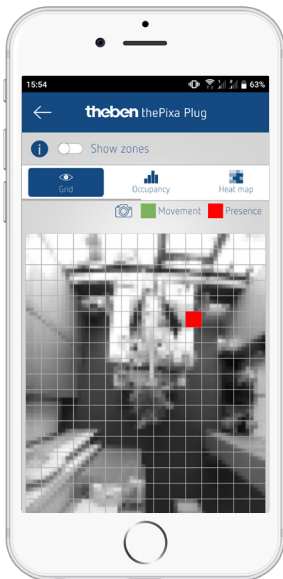 15:54 63%
theben thePixa Plug
i Show zones
Grid Occupancy Heat map
Movement Presence